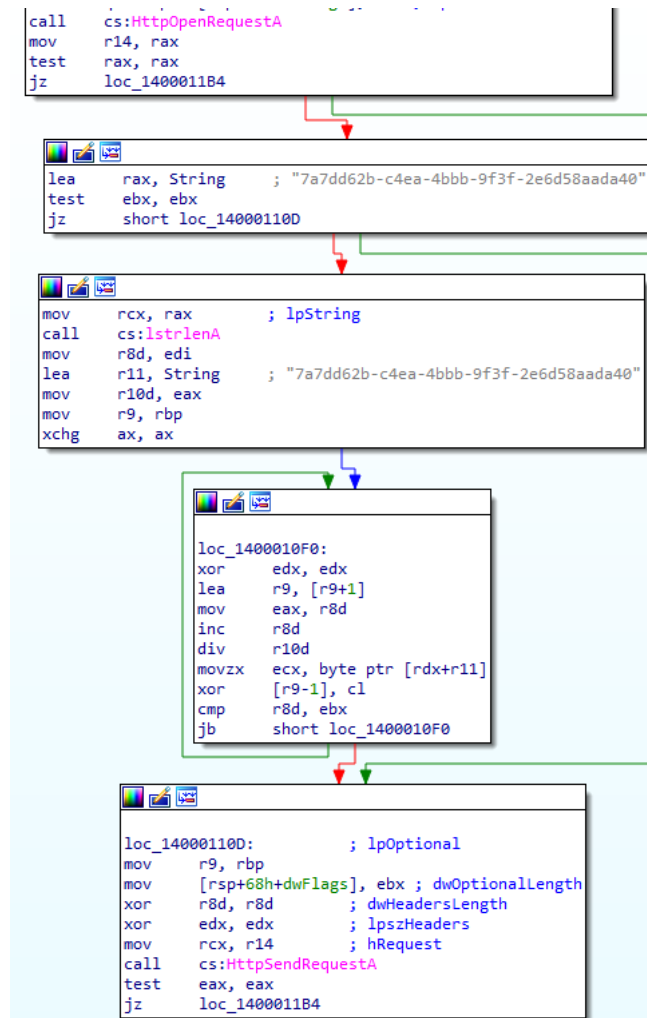 call cs:HttpOpenRequestA
mov r14, rax
test rax, rax
jz loc_1400011B4
lea rax, String ; "7a7dd62b-c4ea-4bbb-9f3f-2e6d58aada40"
test ebx, ebx
jz short loc_14000110D
mov rcx, rax ; lpString
call cs:lstrlenA
mov r8d, edi
lea r11, String ; "7a7dd62b-c4ea-4bbb-9f3f-2e6d58aada40"
mov r10d, eax
mov r9, rbp
xchg ax, ax
loc_1400010F0:
xor edx, edx
lea r9, [r9+1]
mov eax, r8d
inc r8d
div r10d
movzx ecx, byte ptr [rdx+r11]
xor [r9-1], cl
cmp r8d, ebx
jb short loc_1400010F0
loc_14000110D: ; lpOptional
mov r9, rbp
mov [rsp+68h+dwFlags], ebx ; dwOptionalLength
xor r8d, r8d ; dwHeadersLength
xor edx, edx ; lpszHeaders
mov rcx, r14 ; hRequest
call cs:HttpSendRequestA
test eax, eax
jz loc_1400011B4